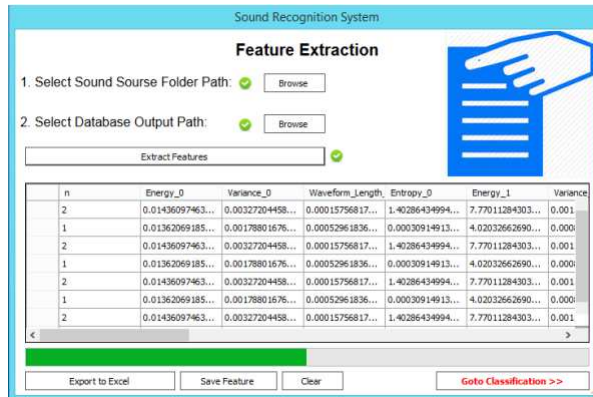 Sound Recognition System
Feature Extraction
1. Select Sound Sourse Folder Path: Browse
2. Select Database Output Path: Browse
Extract Features
n Energy_0 Variance_0 Waveform_Length_ Entropy_0 Energy_1 Variance_
2 0.01436097463... 0.00327204458... 0.00015756817... 1.40286434994... 7.77011284303... 0.001
1 0.01362069185... 0.00178801676... 0.00052961836... 0.00030914913... 4.02032662690... 0.000
2 0.01436097463... 0.00327204458... 0.00015756817... 1.40286434994... 7.77011284303... 0.001
1 0.01362069185... 0.00178801676... 0.00052961836... 0.00030914913... 4.02032662690... 0.000
2 0.01436097463... 0.00327204458... 0.00015756817... 1.40286434994... 7.77011284303... 0.001
1 0.01362069185... 0.00178801676... 0.00052961836... 0.00030914913... 4.02032662690... 0.000
2 0.01436097463... 0.00327204458... 0.00015756817... 1.40286434994... 7.77011284303... 0.001
Export to Excel Save Feature Clear Goto Classification >>